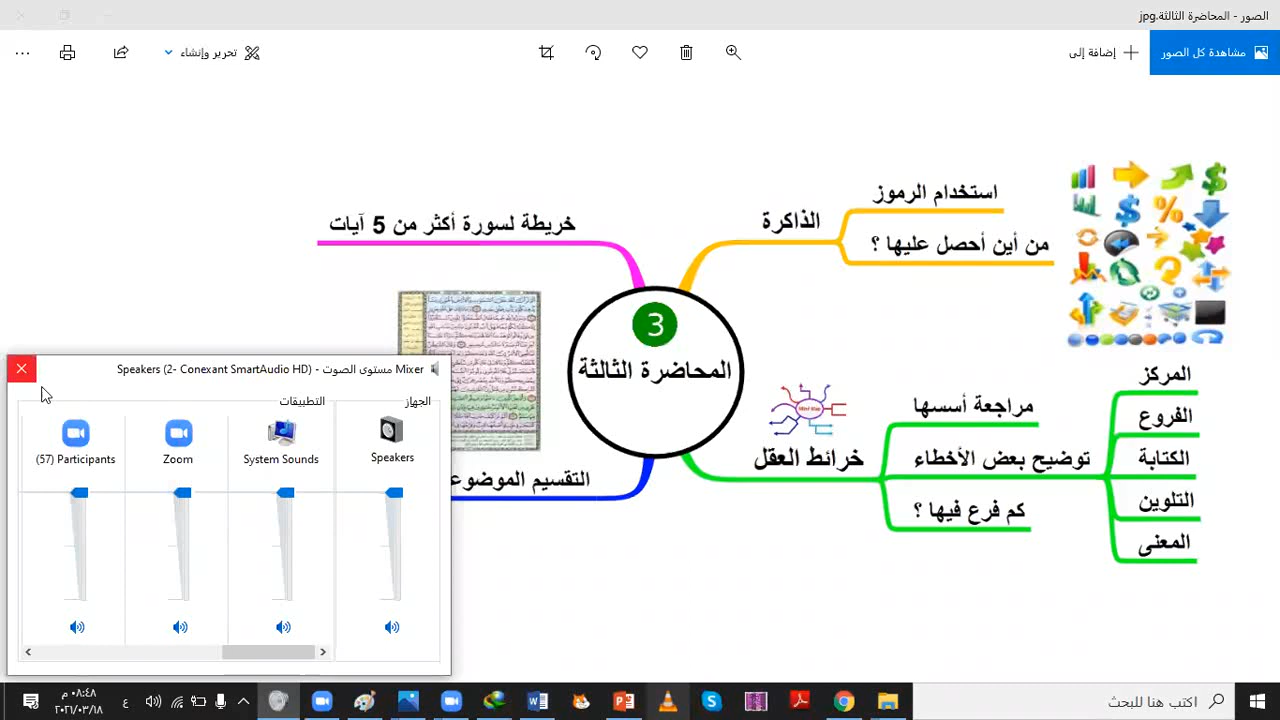 الصور - المحاضرة الثالثة.jpg
مشاهدة كل الصور
إضافة إلى
تحرير وإنشاء
استخدام الرموز
الذاكرة
من أين أحصل عليها ؟
خريطة لسورة أكثر من 5 آيات
3
المحاضرة الثالثة
المركز
مراجعة أسسها
الفروع
خرائط العقل
توضيح بعض الأخطاء
الكتابة
كم فرع فيها ؟
التلوين
المعنى
التقسيم الموضوع
Mind Map
Speakers (2- Conexant SmartAudio HD) - مستوى الصوت Mixer
الجهاز
التطبيقات
Speakers
System Sounds
Zoom
(57) Participants
اكتب هنا للبحث
ع
٠٨:٤٨ م
٢٠٢١/٠٣/١٨